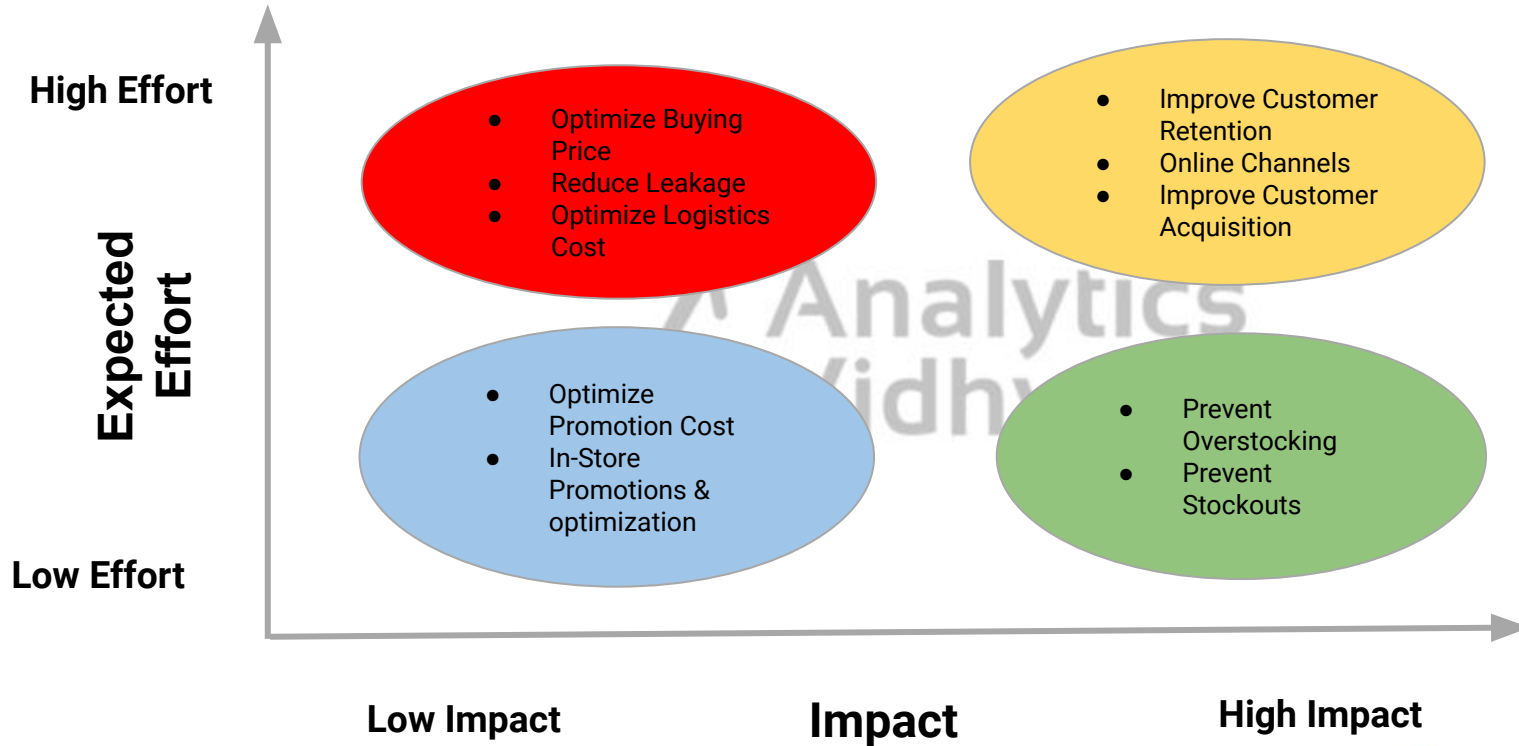 High Effort
● Optimize Buying
Price
● Reduce Leakage
● Optimize Logistics
Cost
● Improve Customer
Retention
● Online Channels
● Improve Customer
Acquisition
Expected
Effort
Analytics
● Optimize
Promotion Cost
● In-Store
Promotions &
optimization
● Prevent
Overstocking
● Prevent
Stockouts
Low Effort
Low Impact
Impact
High Impact